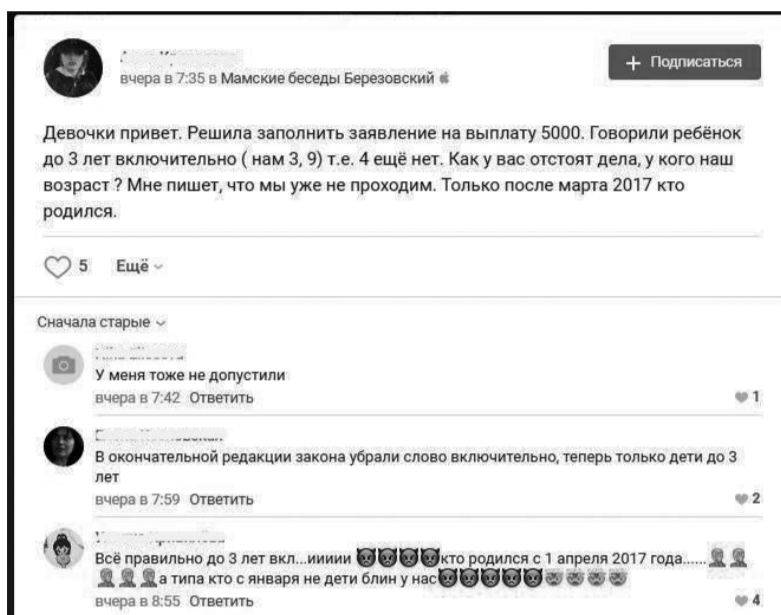 вчера в 7:35 в Мамские беседы Березовский
+ Подписаться
Девочки привет. Решила заполнить заявление на выплату 5000. Говорили ребёнок
до 3 лет включительно ( нам 3, 9) т.е. 4 ещё нет. Как у вас отстоят дела, у кого наш
возраст ? Мне пишет, что мы уже не проходим. Только после марта 2017 кто
родился.
5 Ещё
Сначала старые
У меня тоже не допустили
вчера в 7:42 Ответить 1
В окончательной редакции закона убрали слово включительно, теперь только дети до 3
лет
вчера в 7:59 Ответить 2
Всё правильно до 3 лет вкл...иииии 👿👿👿👿кто родился с 1 апреля 2017 года......🤦🤦
🤦🤦🤦а типа кто с января не дети блин у нас👿👿👿👿👿
вчера в 8:55 Ответить 4